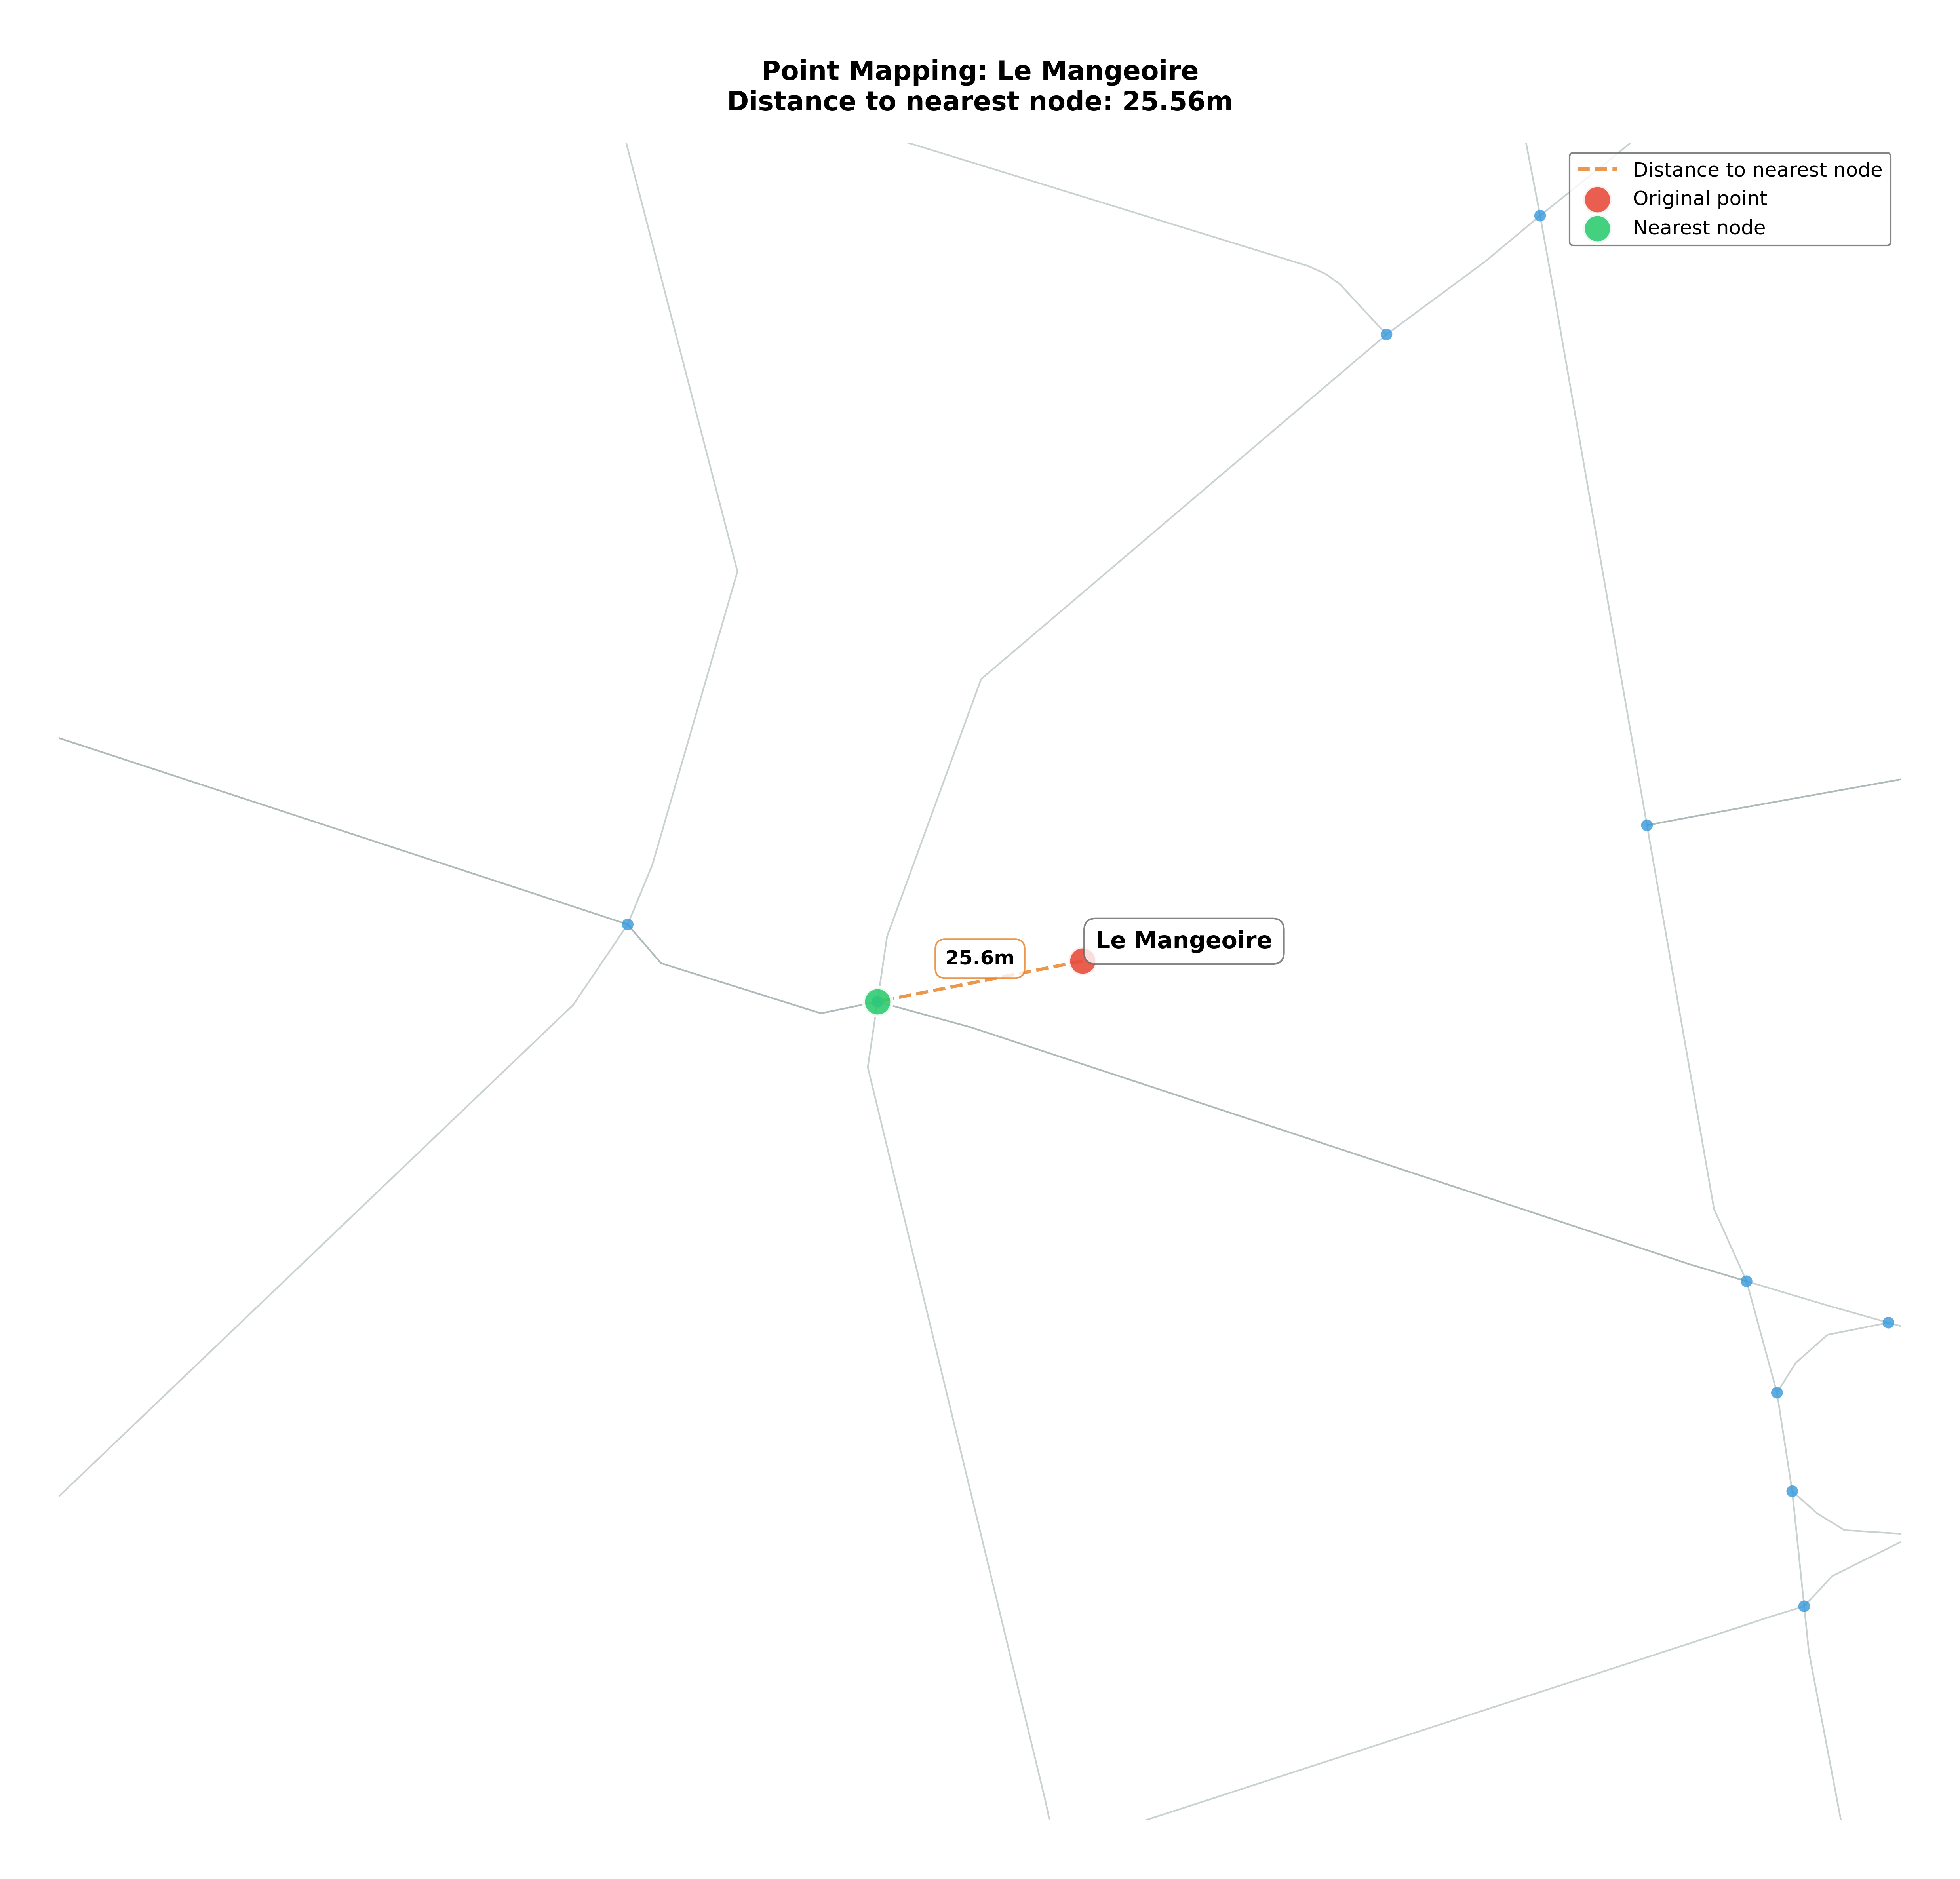 Point Mapping: Le Mangeoire
Distance to nearest node: 25.56m
Distance to nearest node
Original point
Nearest node
Le Mangeoire
25.6m